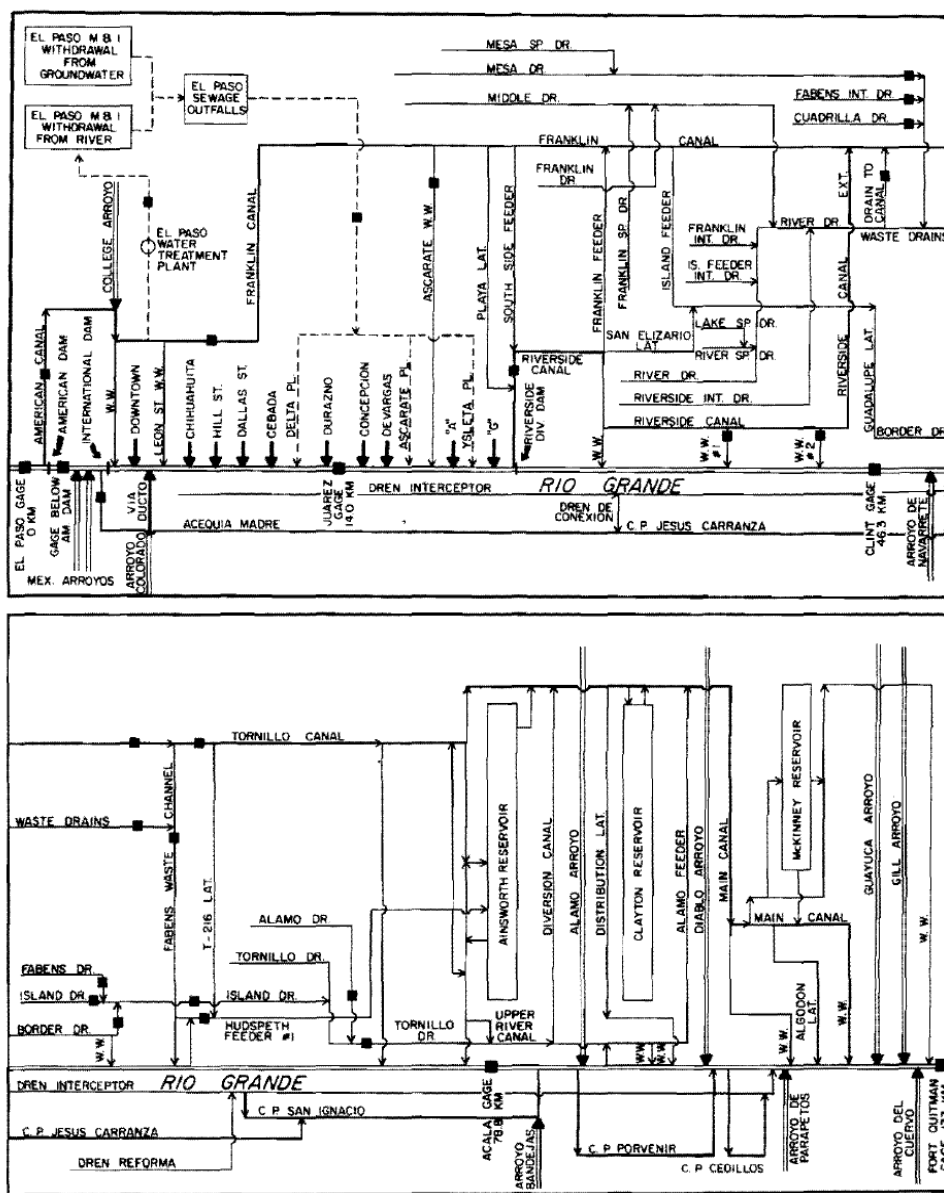 EL PASO M & I
WITHDRAWAL
FROM
GROUNDWATER
EL PASO M & I
WITHDRAWAL
FROM RIVER
EL PASO
SEWAGE
OUTFALLS
MESA SP. DR.
MESA DR.
MIDDLE DR.
FABENS INT. DR.
CUADRILLA DR.
FRANKLIN CANAL
FRANKLIN
DR.
COLLEGE ARROYO
EL PASO
WATER
TREATMENT
PLANT
FRANKLIN CANAL
ASCARATE W.W.
PLAYA LAT.
SOUTH SIDE FEEDER
FRANKLIN FEEDER
FRANKLIN SP. DR.
ISLAND FEEDER
FRANKLIN
INT. DR.
IS. FEEDER
INT. DR.
RIVER DR.
EXT.
DRAIN TO
CANAL
WASTE DRAINS
SAN ELIZARIO
LAT.
LAKE SP. DR.
RIVER SP. DR.
RIVERSIDE
CANAL
RIVER DR.
RIVERSIDE INT. DR.
RIVERSIDE CANAL
RIVERSIDE CANAL
GUADALUPE LAT.
BORDER DR.
AMERICAN CANAL
AMERICAN DAM
INTERNATIONAL DAM
W.W.
DOWNTOWN
LEON ST. W.W.
CHIHUAHUITA
HILL ST.
DALLAS ST.
CEBADA
DELTA PL.
DURAZNO
CONCEPCION
DEVARGAS
ASCARATE PL.
"A"
YSLETA PL.
"G"
RIVERSIDE
DIV. DAM
W.W.
W.W.
#1
W.W.
#2
DREN INTERCEPTOR
RIO GRANDE
EL PASO GAGE
0 KM
GAGE BELOW
AM DAM
MEX. ARROYOS
VIA
DUCTO
ARROYO
COLORADO
ACEQUIA MADRE
JUAREZ
GAGE
14.0 KM
DREN DE
CONEXION
C.P. JESUS CARRANZA
CLINT GAGE
46.3 KM
ARROYO DE
NAVARRETE
TORNILLO CANAL
WASTE DRAINS
FABENS WASTE CHANNEL
T-216 LAT.
ALAMO DR.
TORNILLO DR.
FABENS DR.
ISLAND DR.
ISLAND DR.
BORDER DR.
W.W.
HUDSPETH
FEEDER #1
TORNILLO
DR
UPPER
RIVER
CANAL
AINSWORTH RESERVOIR
DIVERSION CANAL
ALAMO ARROYO
DISTRIBUTION LAT.
CLAYTON RESERVOIR
W.W.
W.W.
ALAMO FEEDER
DIABLO ARROYO
MAIN CANAL
McKINNEY RESERVOIR
MAIN CANAL
W.W.
ALGODON
LAT.
W.W.
GUAYUCA ARROYO
GILL ARROYO
W.W.
DREN INTERCEPTOR
RIO GRANDE
C.P. SAN IGNACIO
C.P. JESUS CARRANZA
DREN REFORMA
ACALA GAGE
ARROYO
BANDEJAS
C.P. PORVENIR
C.P. CEDILLOS
ARROYO DE
PARAPETOS
ARROYO DEL
CUERVO
FORT QUITMAN